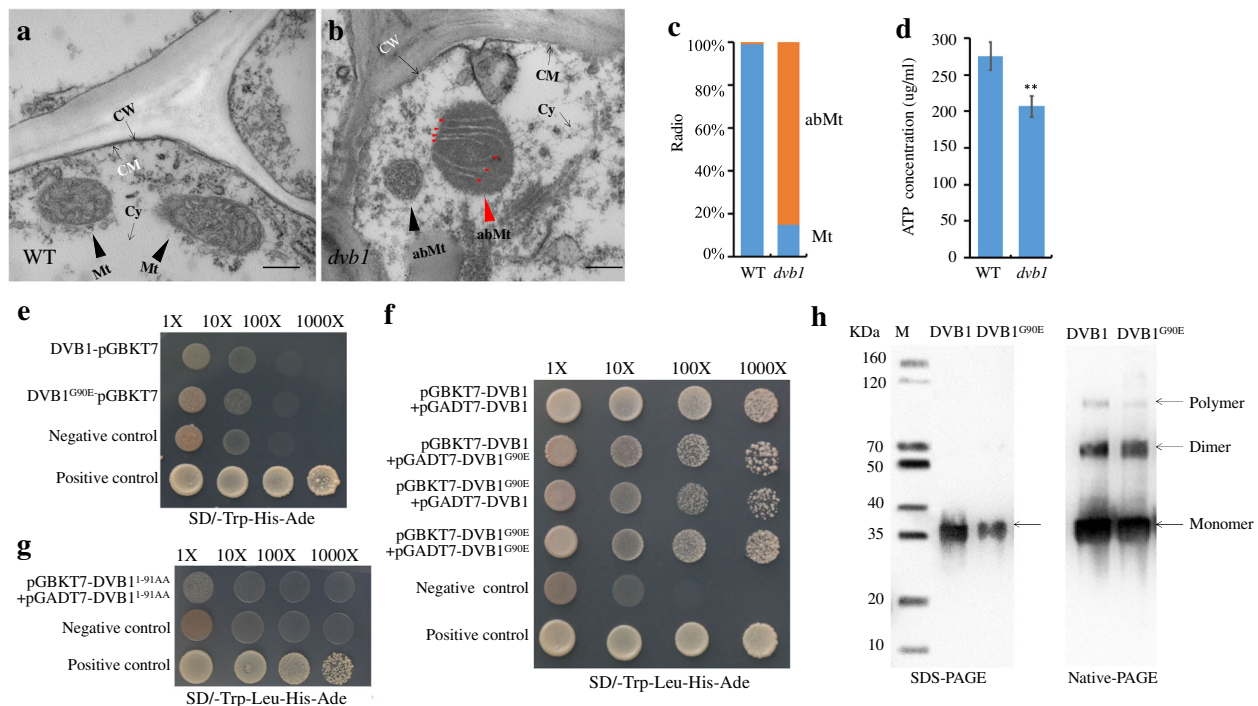 a
CW
CM
Cy
WT
Mt
Mt
b
CW
CM
Cy
abMt
abMt
dvb1
c
100%
80%
60%
40%
20%
0%
Radio
abMt
Mt
WT dvb1
d
300
250
200
150
100
50
0
ATP concentration (ug/ml)
**
WT dvb1
e
1X 10X 100X 1000X
DVB1-pGBKT7
DVB1G90E-pGBKT7
Negative control
Positive control
SD/-Trp-His-Ade
f
1X 10X 100X 1000X
pGBKT7-DVB1
+pGADT7-DVB1
pGBKT7-DVB1
+pGADT7-DVB1G90E
pGBKT7-DVB1G90E
+pGADT7-DVB1
pGBKT7-DVB1G90E
+pGADT7-DVB1G90E
Negative control
Positive control
SD/-Trp-Leu-His-Ade
g
1X 10X 100X 1000X
pGBKT7-DVB11-91AA
+pGADT7-DVB11-91AA
Negative control
Positive control
SD/-Trp-Leu-His-Ade
h
KDa M DVB1 DVB1G90E DVB1 DVB1G90E
160
120
70
50
40
35
20
10
Polymer
Dimer
Monomer
SDS-PAGE Native-PAGE